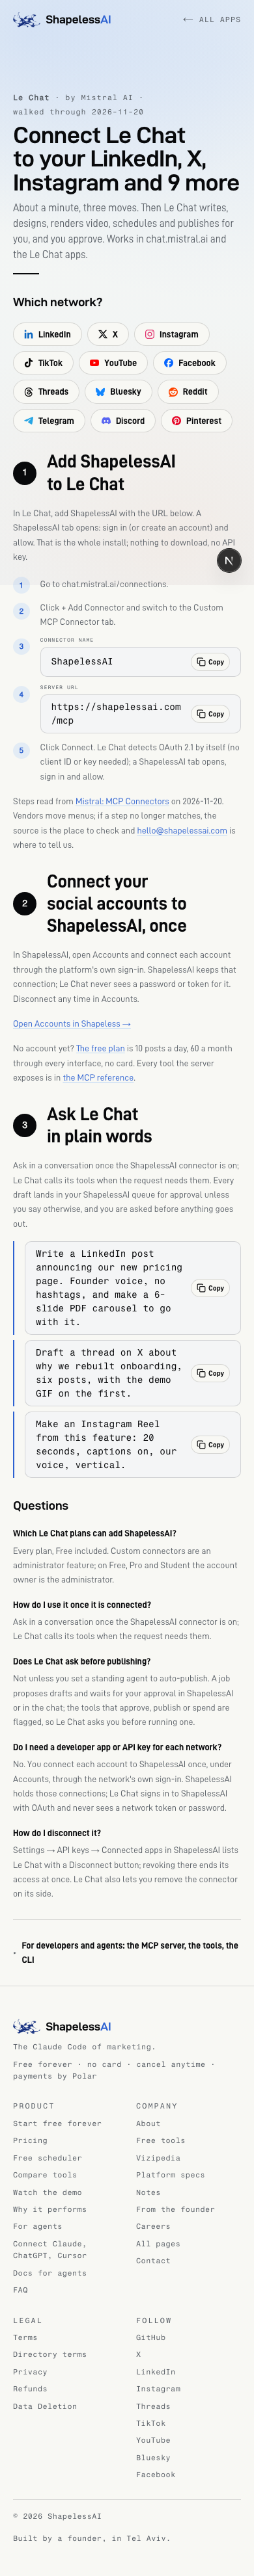 ShapelessAI
← ALL APPS
Le Chat · by Mistral AI ·
walked through 2026-11-20
Connect Le Chat
to your LinkedIn, X,
Instagram and 9 more
About a minute, three moves. Then Le Chat writes,
designs, renders video, schedules and publishes for
you, and you approve. Works in chat.mistral.ai and
the Le Chat apps.
Which network?
LinkedIn
X
Instagram
TikTok
YouTube
Facebook
Threads
Bluesky
Reddit
Telegram
Discord
Pinterest
1
Add ShapelessAI
to Le Chat
In Le Chat, add ShapelessAI with the URL below. A
ShapelessAI tab opens: sign in (or create an account) and
allow. That is the whole install; nothing to download, no API
key.
N
1
Go to chat.mistral.ai/connections.
2
Click + Add Connector and switch to the Custom
MCP Connector tab.
3
CONNECTOR NAME
ShapelessAI
Copy
4
SERVER URL
https://shapelessai.com
/mcp
Copy
5
Click Connect. Le Chat detects OAuth 2.1 by itself (no
client ID or key needed); a ShapelessAI tab opens,
sign in and allow.
Steps read from Mistral: MCP Connectors on 2026-11-20.
Vendors move menus; if a step no longer matches, the
source is the place to check and hello@shapelessai.com is
where to tell us.
2
Connect your
social accounts to
ShapelessAI, once
In ShapelessAI, open Accounts and connect each account
through the platform's own sign-in. ShapelessAI keeps that
connection; Le Chat never sees a password or token for it.
Disconnect any time in Accounts.
Open Accounts in Shapeless →
No account yet? The free plan is 10 posts a day, 60 a month
through every interface, no card. Every tool the server
exposes is in the MCP reference.
3
Ask Le Chat
in plain words
Ask in a conversation once the ShapelessAI connector is on;
Le Chat calls its tools when the request needs them. Every
draft lands in your ShapelessAI queue for approval unless
you say otherwise, and you are asked before anything goes
out.
Write a LinkedIn post
announcing our new pricing
page. Founder voice, no
hashtags, and make a 6-
slide PDF carousel to go
with it.
Copy
Draft a thread on X about
why we rebuilt onboarding,
six posts, with the demo
GIF on the first.
Copy
Make an Instagram Reel
from this feature: 20
seconds, captions on, our
voice, vertical.
Copy
Questions
Which Le Chat plans can add ShapelessAI?
Every plan, Free included. Custom connectors are an
administrator feature; on Free, Pro and Student the account
owner is the administrator.
How do I use it once it is connected?
Ask in a conversation once the ShapelessAI connector is on;
Le Chat calls its tools when the request needs them.
Does Le Chat ask before publishing?
Not unless you set a standing agent to auto-publish. A job
proposes drafts and waits for your approval in ShapelessAI
or in the chat; the tools that approve, publish or spend are
flagged, so Le Chat asks you before running one.
Do I need a developer app or API key for each network?
No. You connect each account to ShapelessAI once, under
Accounts, through the network's own sign-in. ShapelessAI
holds those connections; Le Chat signs in to ShapelessAI
with OAuth and never sees a network token or password.
How do I disconnect it?
Settings → API keys → Connected apps in ShapelessAI lists
Le Chat with a Disconnect button; revoking there ends its
access at once. Le Chat also lets you remove the connector
on its side.
For developers and agents: the MCP server, the tools, the
CLI
ShapelessAI
The Claude Code of marketing.
Free forever · no card · cancel anytime ·
payments by Polar
PRODUCT
Start free forever
Pricing
Free scheduler
Compare tools
Watch the demo
Why it performs
For agents
Connect Claude,
ChatGPT, Cursor
Docs for agents
FAQ
COMPANY
About
Free tools
Vizipedia
Platform specs
Notes
From the founder
Careers
All pages
Contact
LEGAL
Terms
Directory terms
Privacy
Refunds
Data Deletion
FOLLOW
GitHub
X
LinkedIn
Instagram
Threads
TikTok
YouTube
Bluesky
Facebook
© 2026 ShapelessAI
Built by a founder, in Tel Aviv.